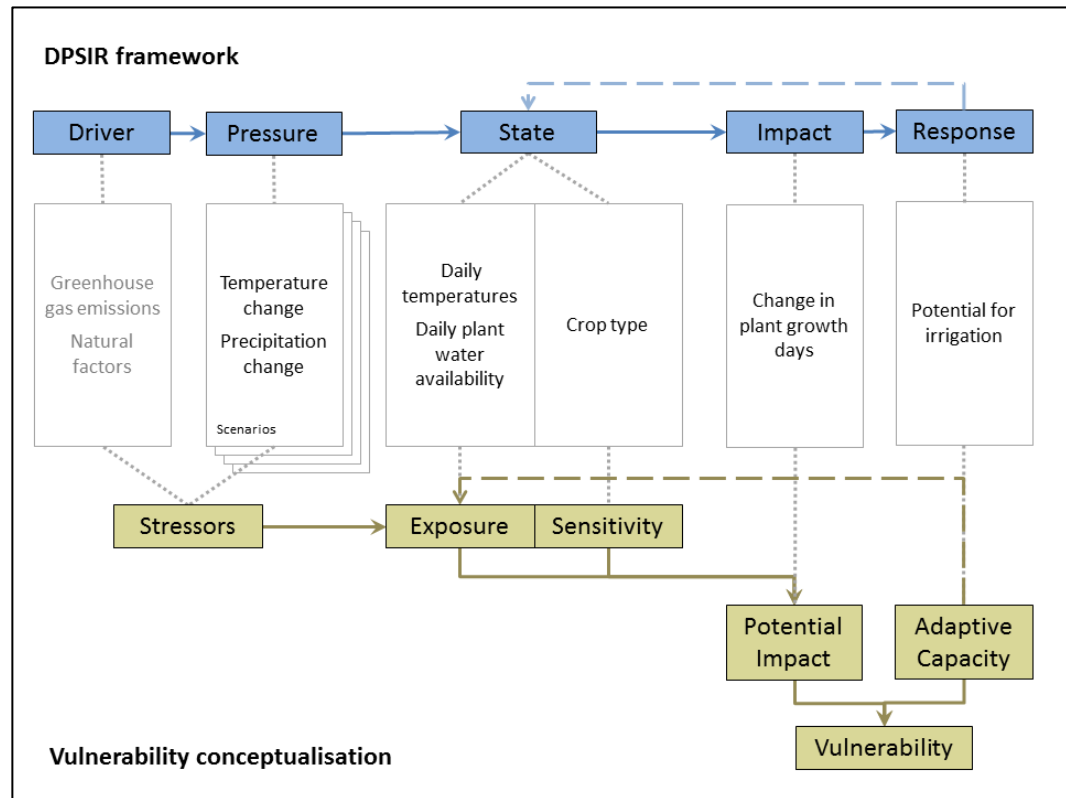 DPSIR framework
Driver
Pressure
State
Impact
Response
Greenhouse
gas emissions
Natural
factors
Temperature
change
Precipitation
change
Scenarios
Daily
temperatures
Daily plant
water
availability
Crop type
Change in
plant growth
days
Potential for
irrigation
Stressors
Exposure
Sensitivity
Potential
Impact
Adaptive
Capacity
Vulnerability
Vulnerability conceptualisation